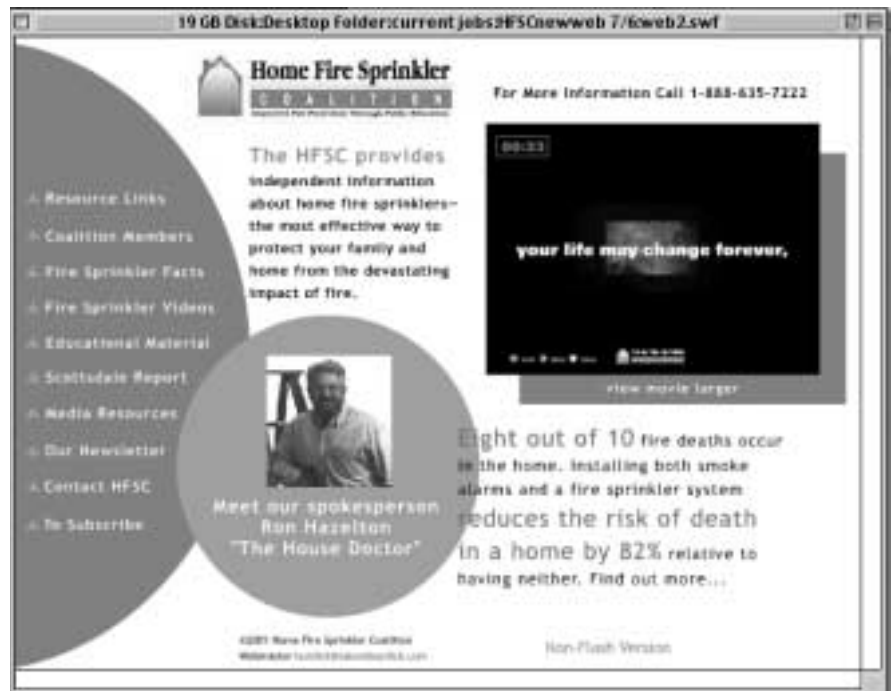 19 GB Disk:Desktop Folder:current jobs:HFSCnewweb 7/6:web2.swf
Home Fire Sprinkler
COALITION
For More Information Call 1-888-635-7222
The HFSC provides
independent information
about home fire sprinklers—
the most effective way to
protect your family and
home from the devastating
impact of fire.
Resource Links
Coalition Members
Fire Sprinkler Facts
Fire Sprinkler Videos
Educational Material
Scottsdale Report
Media Resources
Our Newsletter
Contact HFSC
To Subscribe
00:33
your life may change forever,
view movie larger
Meet our spokesperson
Ron Hazelton
"The House Doctor"
Eight out of 10 fire deaths occur
in the home. Installing both smoke
alarms and a fire sprinkler system
reduces the risk of death
in a home by 82% relative to
having neither. Find out more...
©2001 Home Fire Sprinkler Coalition
Webmaster
Non-Flash Version